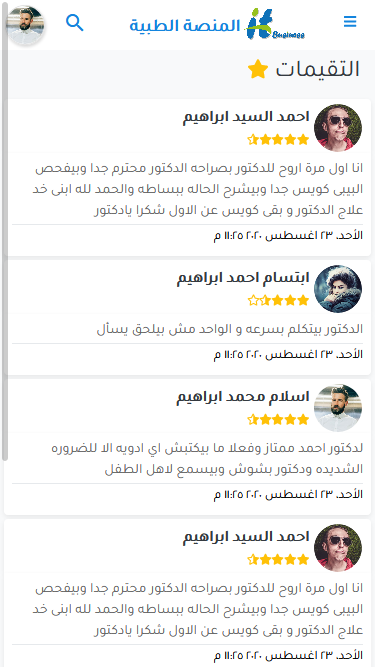 المنصة الطبية
Business
التقيمات
احمد السيد ابراهيم
انا اول مرة اروح للدكتور بصراحه الدكتور محترم جدا وبيفحص
البيبى كويس جدا وبيشرح الحاله ببساطه والحمد لله ابنى خد
علاج الدكتور و بقى كويس عن الاول شكرا يادكتور
الأحد، ٢٣ اغسطس ٢٠٢٠ ١١:٢٥ م
ابتسام احمد ابراهيم
الدكتور بيتكلم بسرعه و الواحد مش بيلحق يسأل
الأحد، ٢٣ اغسطس ٢٠٢٠ ١١:٢٥ م
اسلام محمد ابراهيم
لدكتور احمد ممتاز وفعلا ما بيكتبش اي ادويه الا للضروره
الشديده ودكتور بشوش وبيسمع لاهل الطفل
الأحد، ٢٣ اغسطس ٢٠٢٠ ١١:٢٥ م
احمد السيد ابراهيم
انا اول مرة اروح للدكتور بصراحه الدكتور محترم جدا وبيفحص
البيبى كويس جدا وبيشرح الحاله ببساطه والحمد لله ابنى خد
علاج الدكتور و بقى كويس عن الاول شكرا يادكتور
الأحد، ٢٣ اغسطس ٢٠٢٠ ١١:٢٥ م